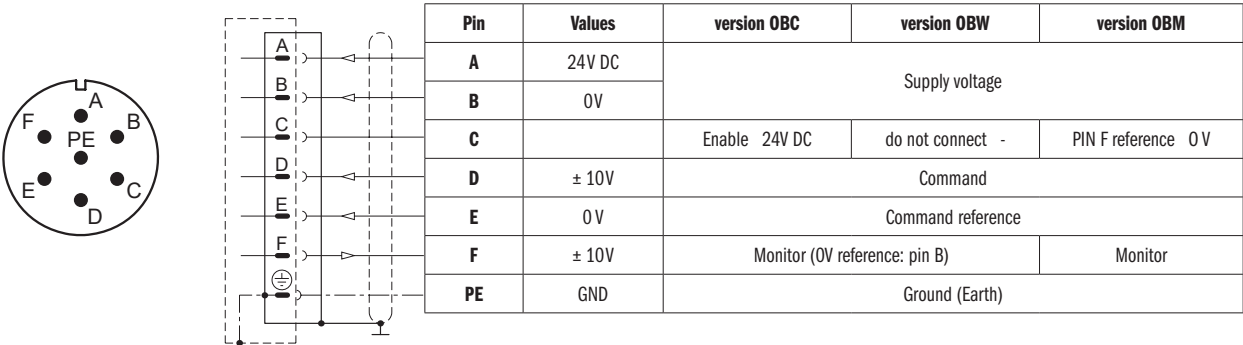 A
F
B
PE
E
C
D
A
B
C
D
E
F
Pin Values version OBC version OBW version OBM
A 24V DC Supply voltage
B 0V
C Enable 24V DC do not connect - PIN F reference 0 V
D ± 10V Command
E 0 V Command reference
F ± 10V Monitor (0V reference: pin B) Monitor
PE GND Ground (Earth)